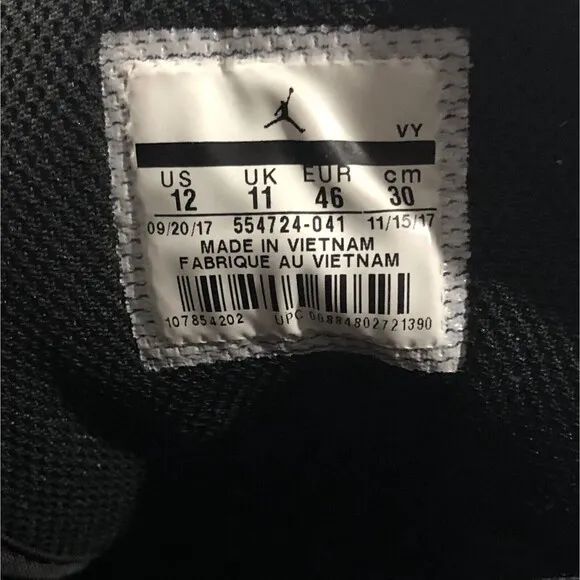 VY
US UK EUR cm
12 11 46 30
09/20/17 554724-041 11/15/17
MADE IN VIETNAM
FABRIQUE AU VIETNAM
107854202 UPC 00884802721390